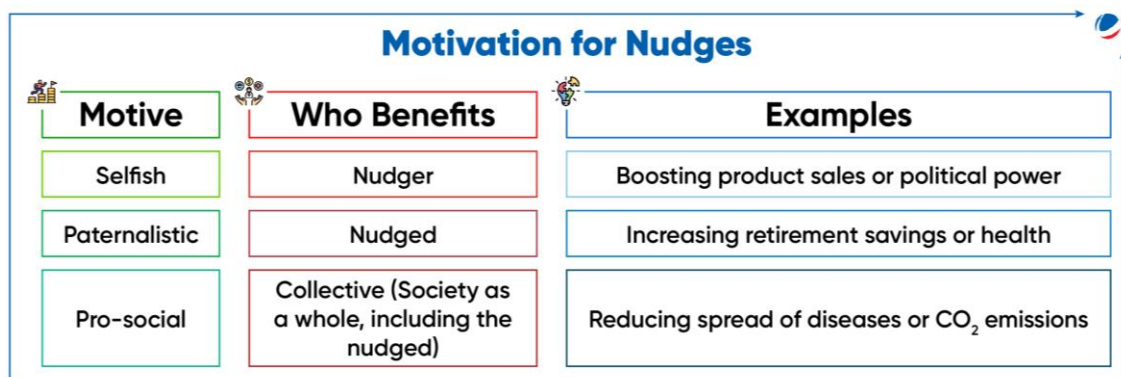 Motivation for Nudges
Motive
Who Benefits
Examples
Selfish
Nudger
Boosting product sales or political power
Paternalistic
Nudged
Increasing retirement savings or health
Pro-social
Collective (Society as
a whole, including the
nudged)
Reducing spread of diseases or CO₂ emissions